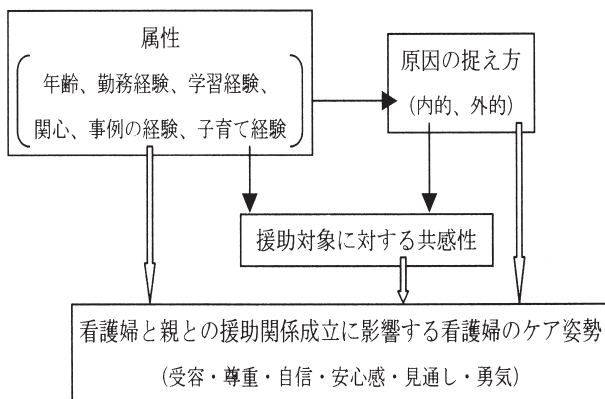 属性
年齢、勤務経験、学習経験、
関心、事例の経験、子育て経験
原因の捉え方
(内的、外的)
援助対象に対する共感性
看護婦と親との援助関係成立に影響する看護婦のケア姿勢
(受容・尊重・自信・安心感・見通し・勇気)